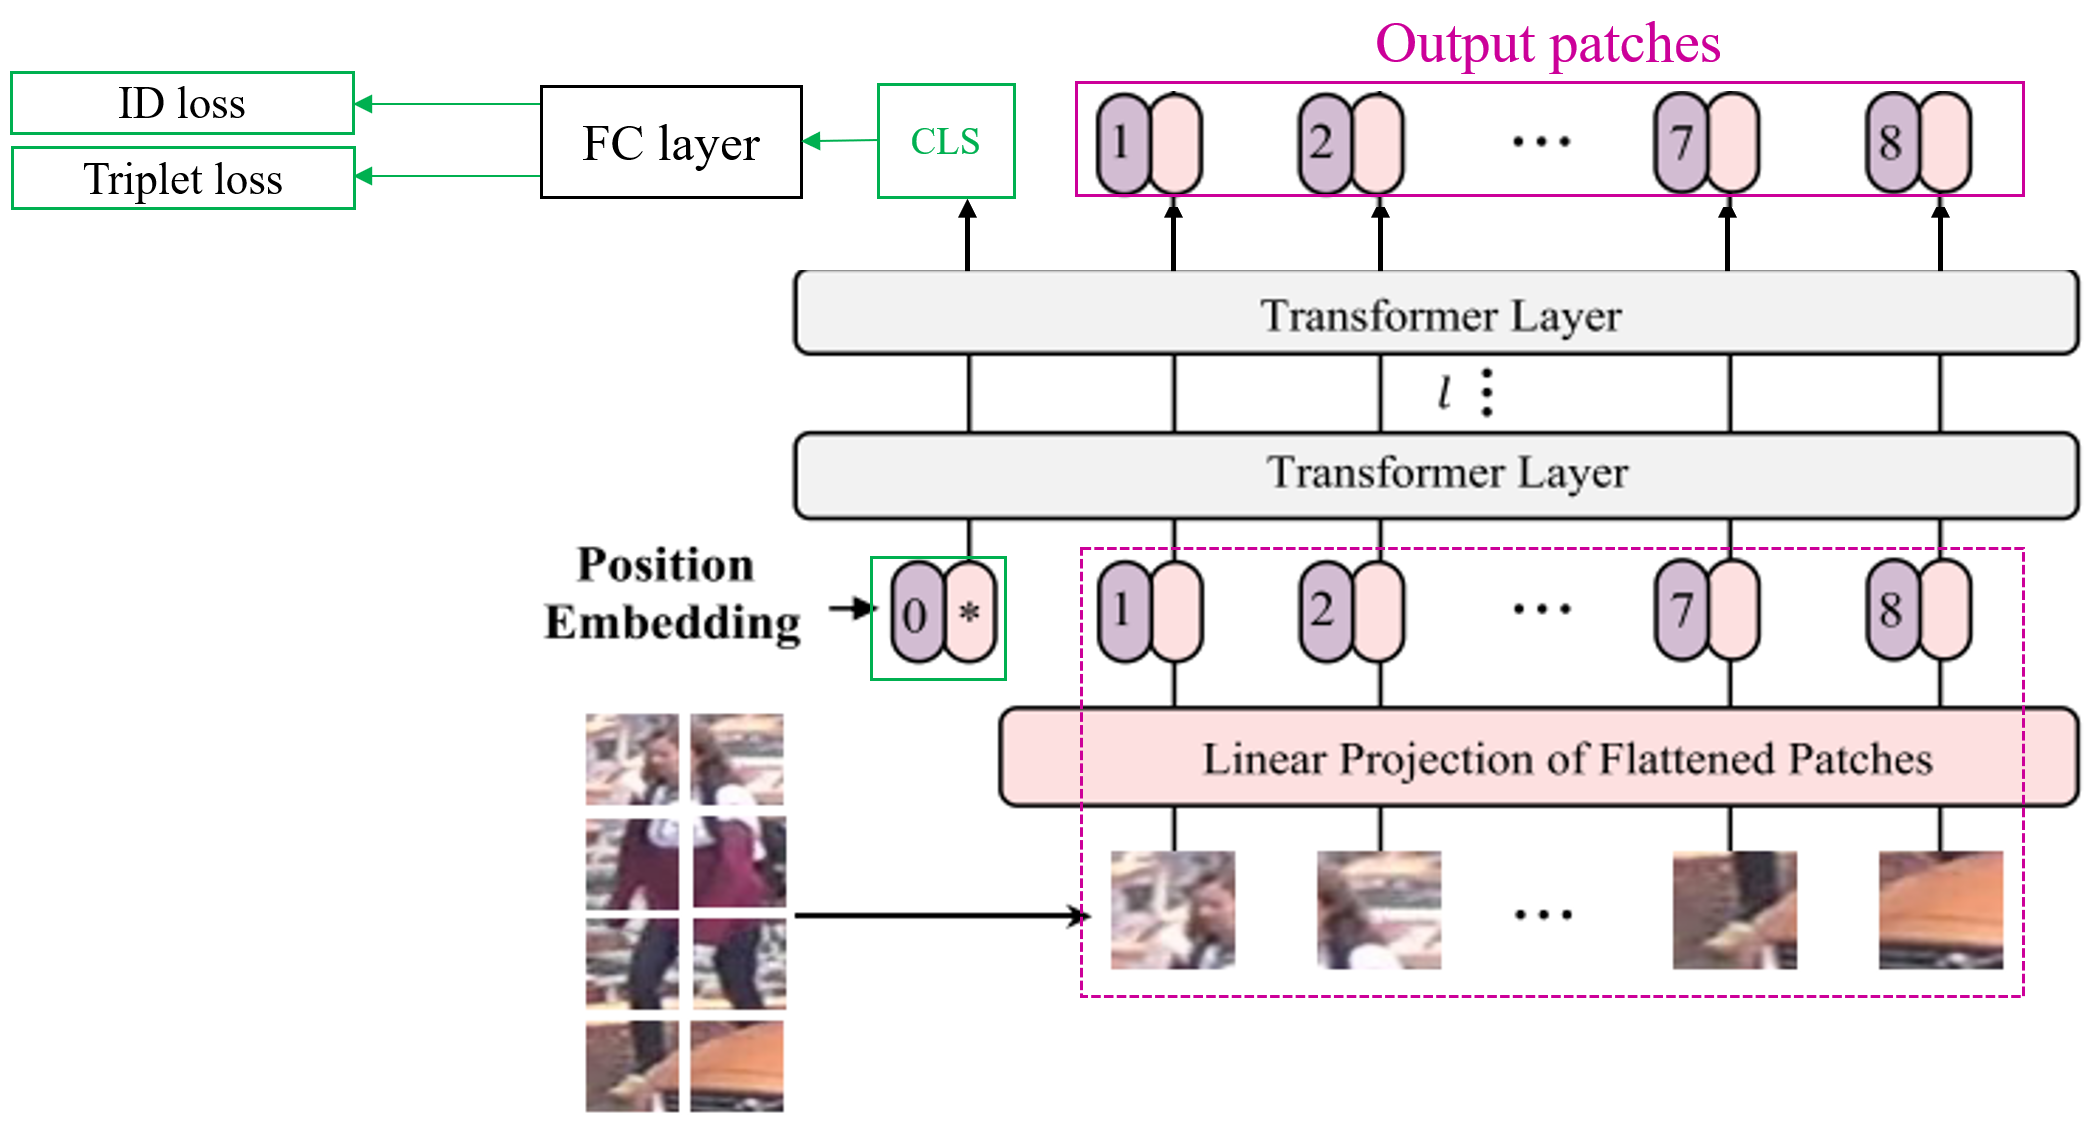 Output patches
ID loss
Triplet loss
FC layer
CLS
1
2
...
7
8
Transformer Layer
l
Transformer Layer
Position
Embedding
0
*
1
2
...
7
8
Linear Projection of Flattened Patches
...